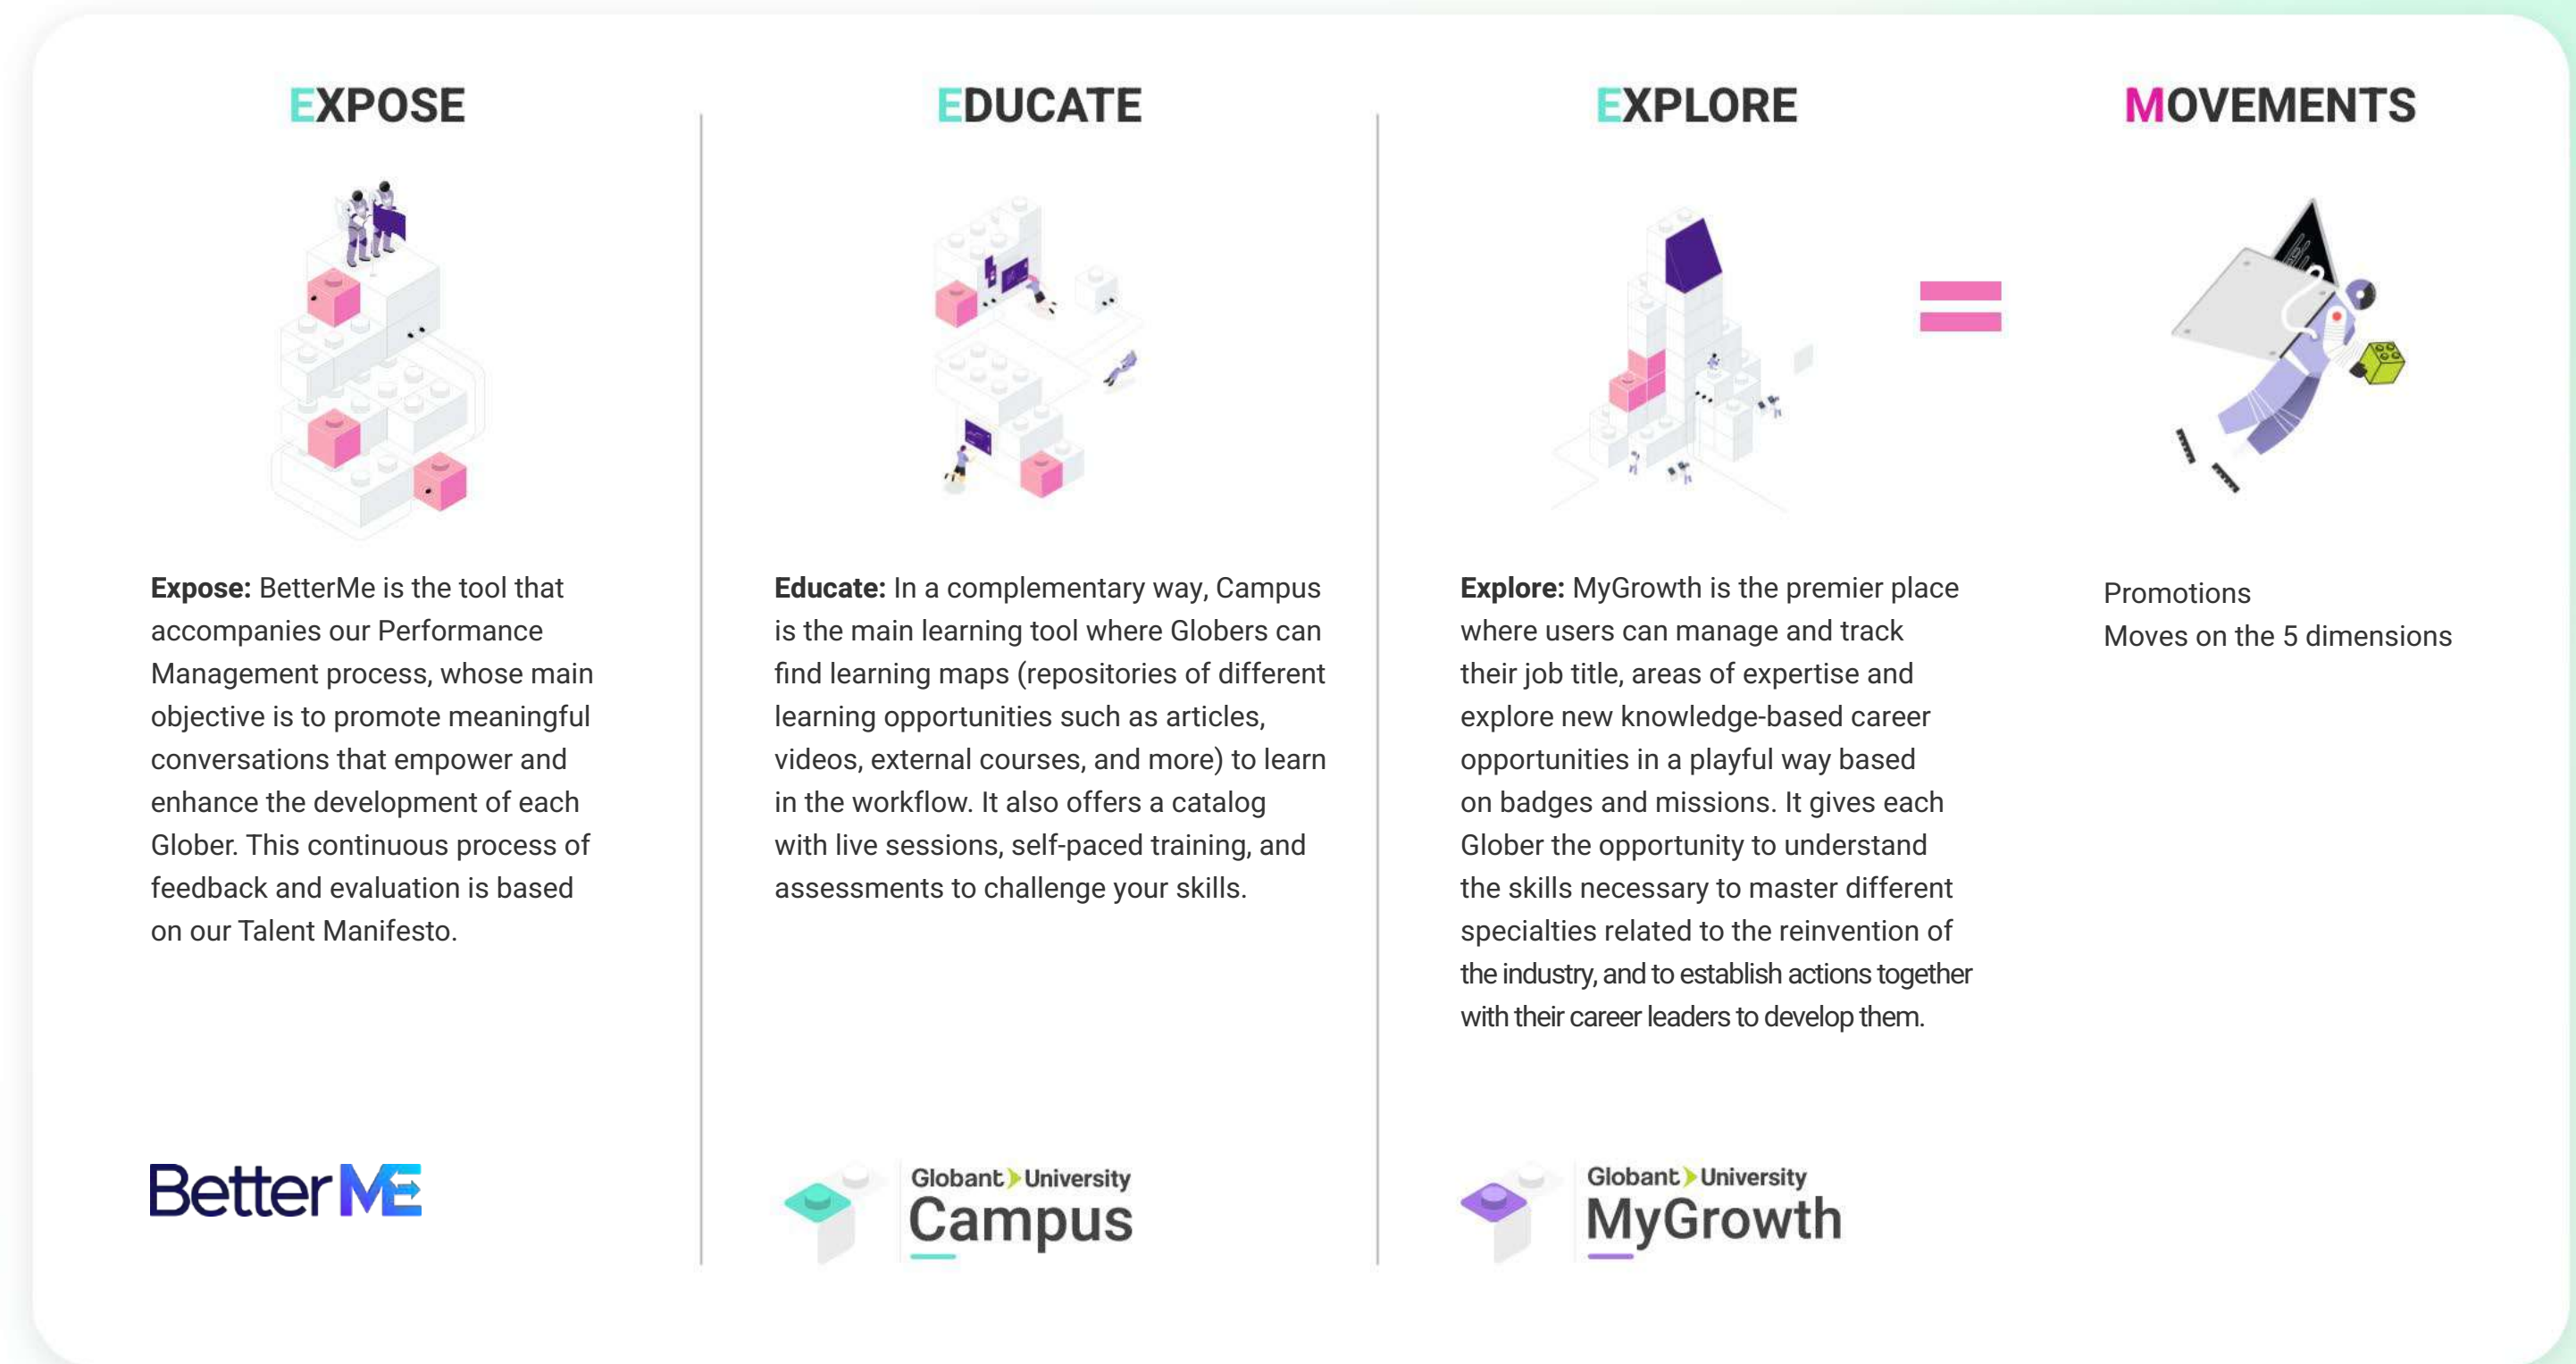 EXPOSE
EDUCATE
EXPLORE
MOVEMENTS
Expose: BetterMe is the tool that
accompanies our Performance
Management process, whose main
objective is to promote meaningful
conversations that empower and
enhance the development of each
Glober. This continuous process of
feedback and evaluation is based
on our Talent Manifesto.
Educate: In a complementary way, Campus
is the main learning tool where Globers can
find learning maps (repositories of different
learning opportunities such as articles,
videos, external courses, and more) to learn
in the workflow. It also offers a catalog
with live sessions, self-paced training, and
assessments to challenge your skills.
Explore: MyGrowth is the premier place
where users can manage and track
their job title, areas of expertise and
explore new knowledge-based career
opportunities in a playful way based
on badges and missions. It gives each
Glober the opportunity to understand
the skills necessary to master different
specialties related to the reinvention of
the industry, and to establish actions together
with their career leaders to develop them.
Promotions
Moves on the 5 dimensions
BetterME
Globant University
Campus
Globant University
MyGrowth